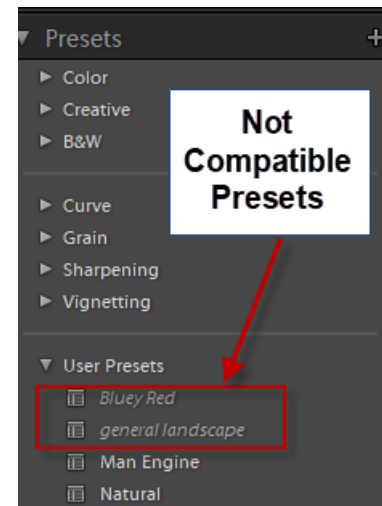 Presets
Color
Creative
B&W
Not
Compatible
Presets
Curve
Grain
Sharpening
Vignetting
User Presets
Bluey Red
general landscape
Man Engine
Natural